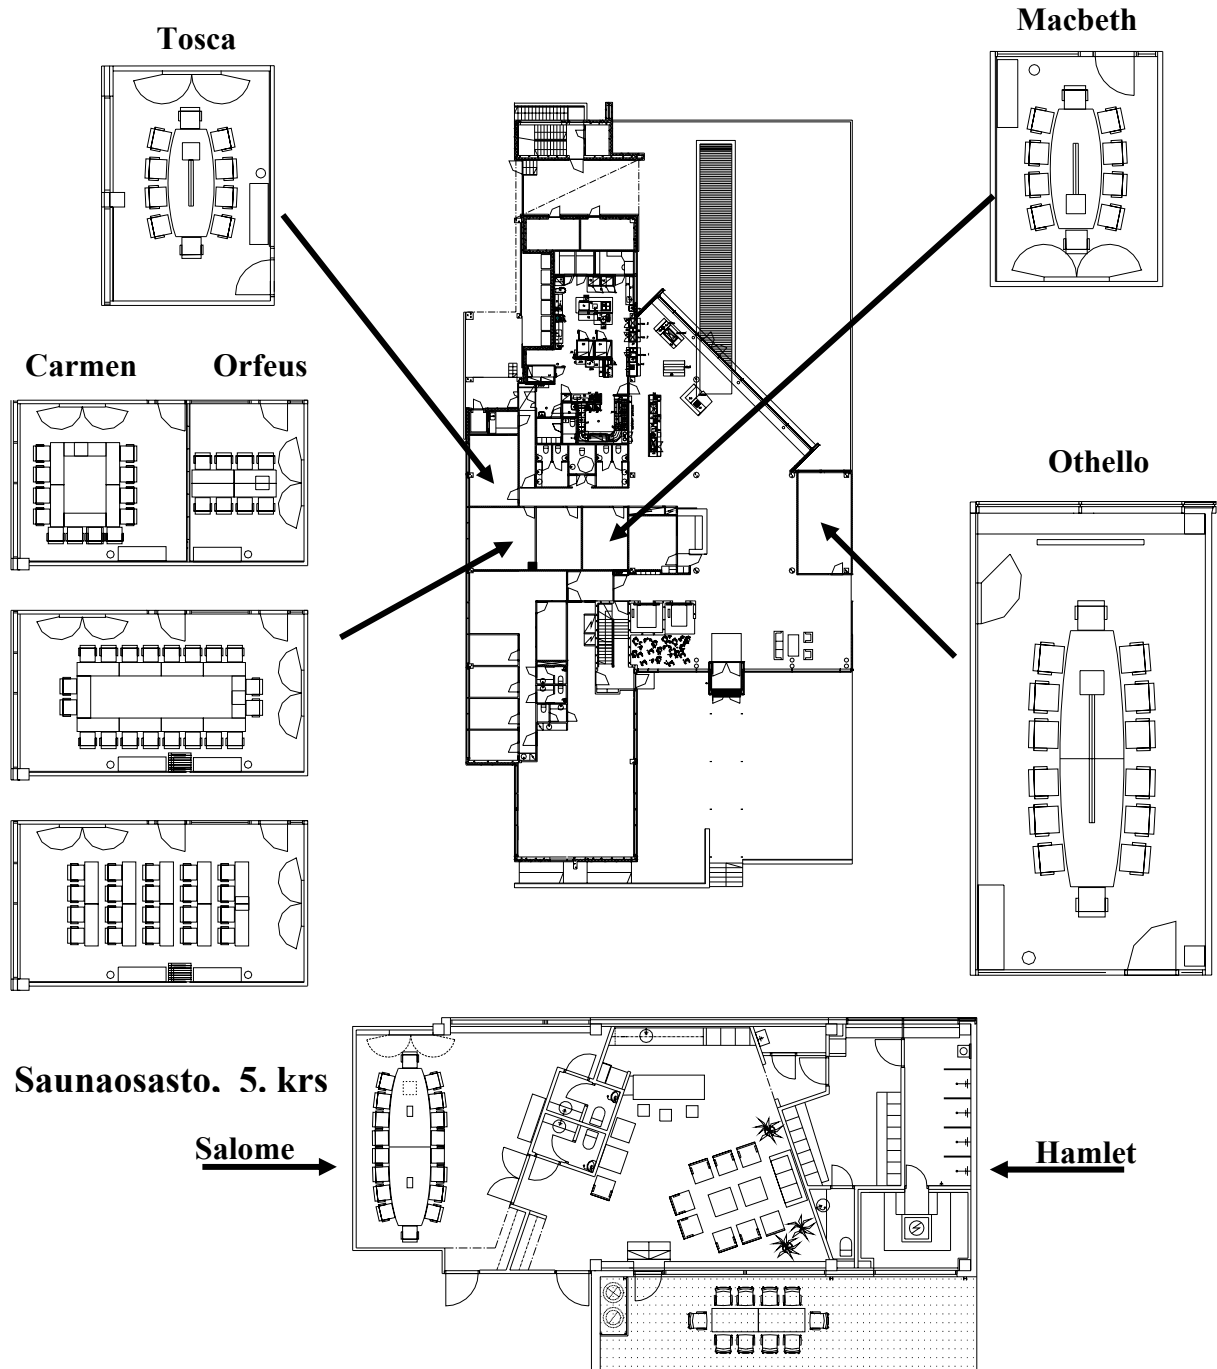 Macbeth
Tosca
Carmen Orfeus
Othello
Saunaosasto, 5. krs
Salome
Hamlet